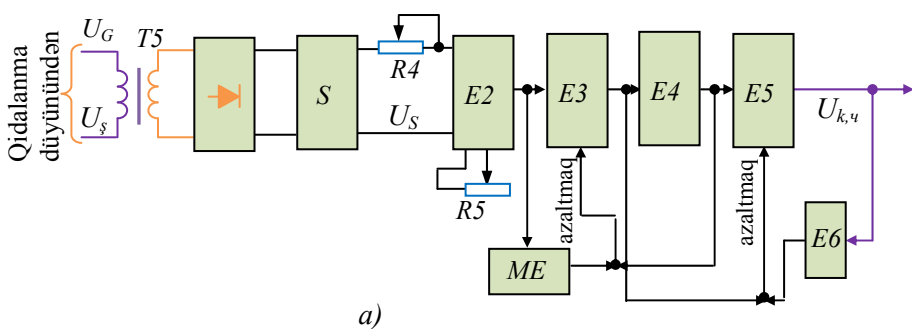 Qidalanma
düyünündən
U_G
U_ş
T5
S
R4
U_S
E2
R5
E3
E4
E5
U_k,ч
azaltmaq
azaltmaq
ME
E6
a)